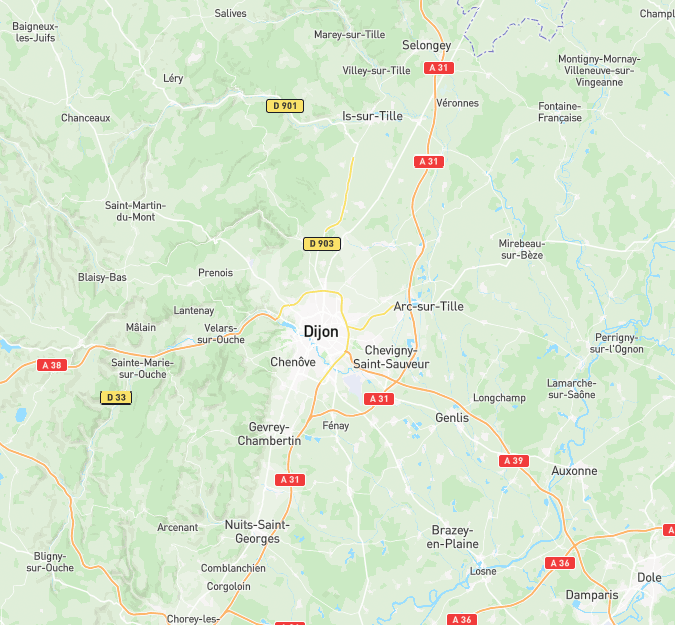 Salives
Champl
Baigneux-
les-Juifs
Marey-sur-Tille
Selongey
A 31
Villey-sur-Tille
Montigny-Mornay-
Villeneuve-sur-
Vingeanne
Léry
D 901
Véronnes
Fontaine-
Française
Chanceaux
Is-sur-Tille
A 31
Saint-Martin-
du-Mont
D 903
Mirebeau-
sur-Bèze
Blaisy-Bas
Prenois
Lantenay
Arc-sur-Tille
Mâlain
Velars-
sur-Ouche
Dijon
Perrigny-
sur-l'Ognon
A 38
Sainte-Marie-
sur-Ouche
Chenôve
Chevigny-
Saint-Sauveur
Lamarche-
sur-Saône
D 33
A 31
Longchamp
Gevrey-
Chambertin
Fénay
Genlis
A 39
Auxonne
A 31
Arcenant
Nuits-Saint-
Georges
Brazey-
en-Plaine
A
Bligny-
sur-Ouche
Comblanchien
Losne
A 36
Dole
Corgoloin
Damparis
Chorey-les-
A 36